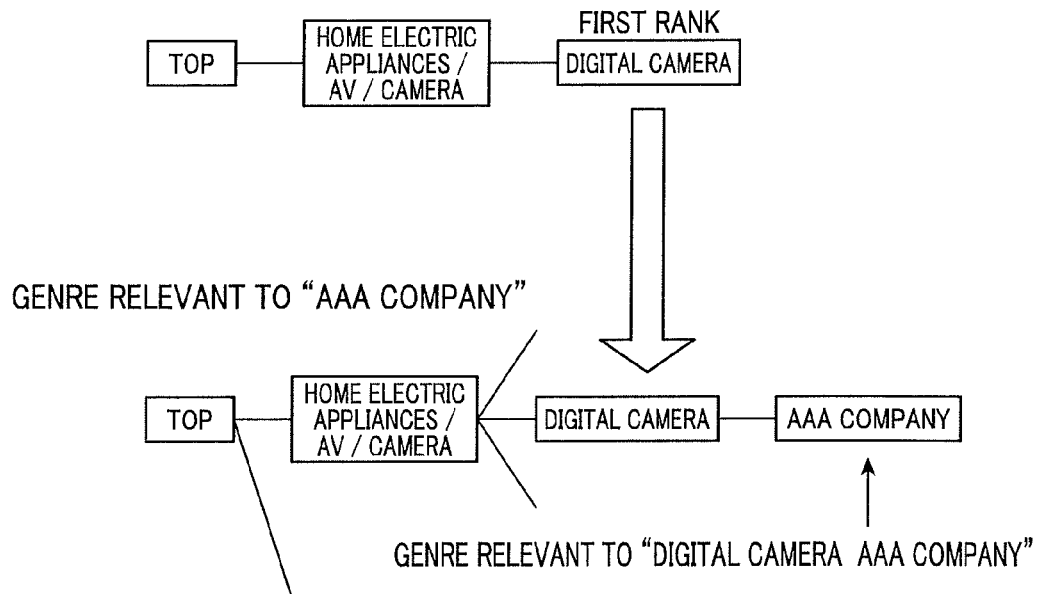 FIRST RANK
TOP
HOME ELECTRIC
APPLIANCES /
AV / CAMERA
DIGITAL CAMERA
GENRE RELEVANT TO “AAA COMPANY”
TOP
HOME ELECTRIC
APPLIANCES /
AV / CAMERA
DIGITAL CAMERA
AAA COMPANY
GENRE RELEVANT TO “DIGITAL CAMERA AAA COMPANY”